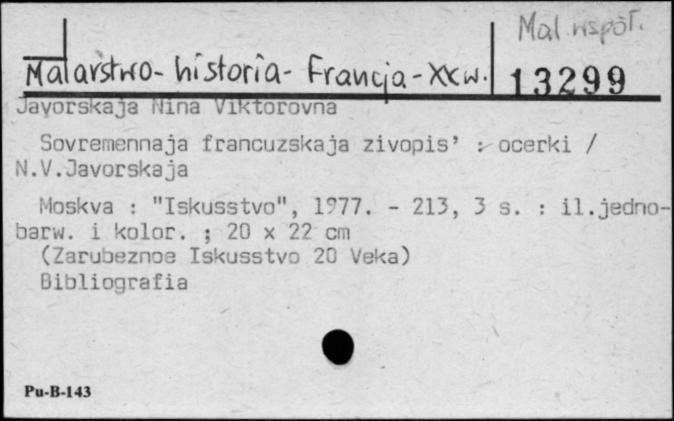 Mal. współ.
Malarstwo - historia - Francja - XX w.
13299
Javorskaja Nina Viktorovna
Sovremennaja francuzskaja zivopis' : ocerki /
N.V.Javorskaja
Moskva : "Iskusstvo", 1977. - 213, 3 s. : il.jedno-
barw. i kolor. ; 20 x 22 cm
(Zarubeznoe Iskusstvo 20 Veka)
Bibliografia
Pu-B-143